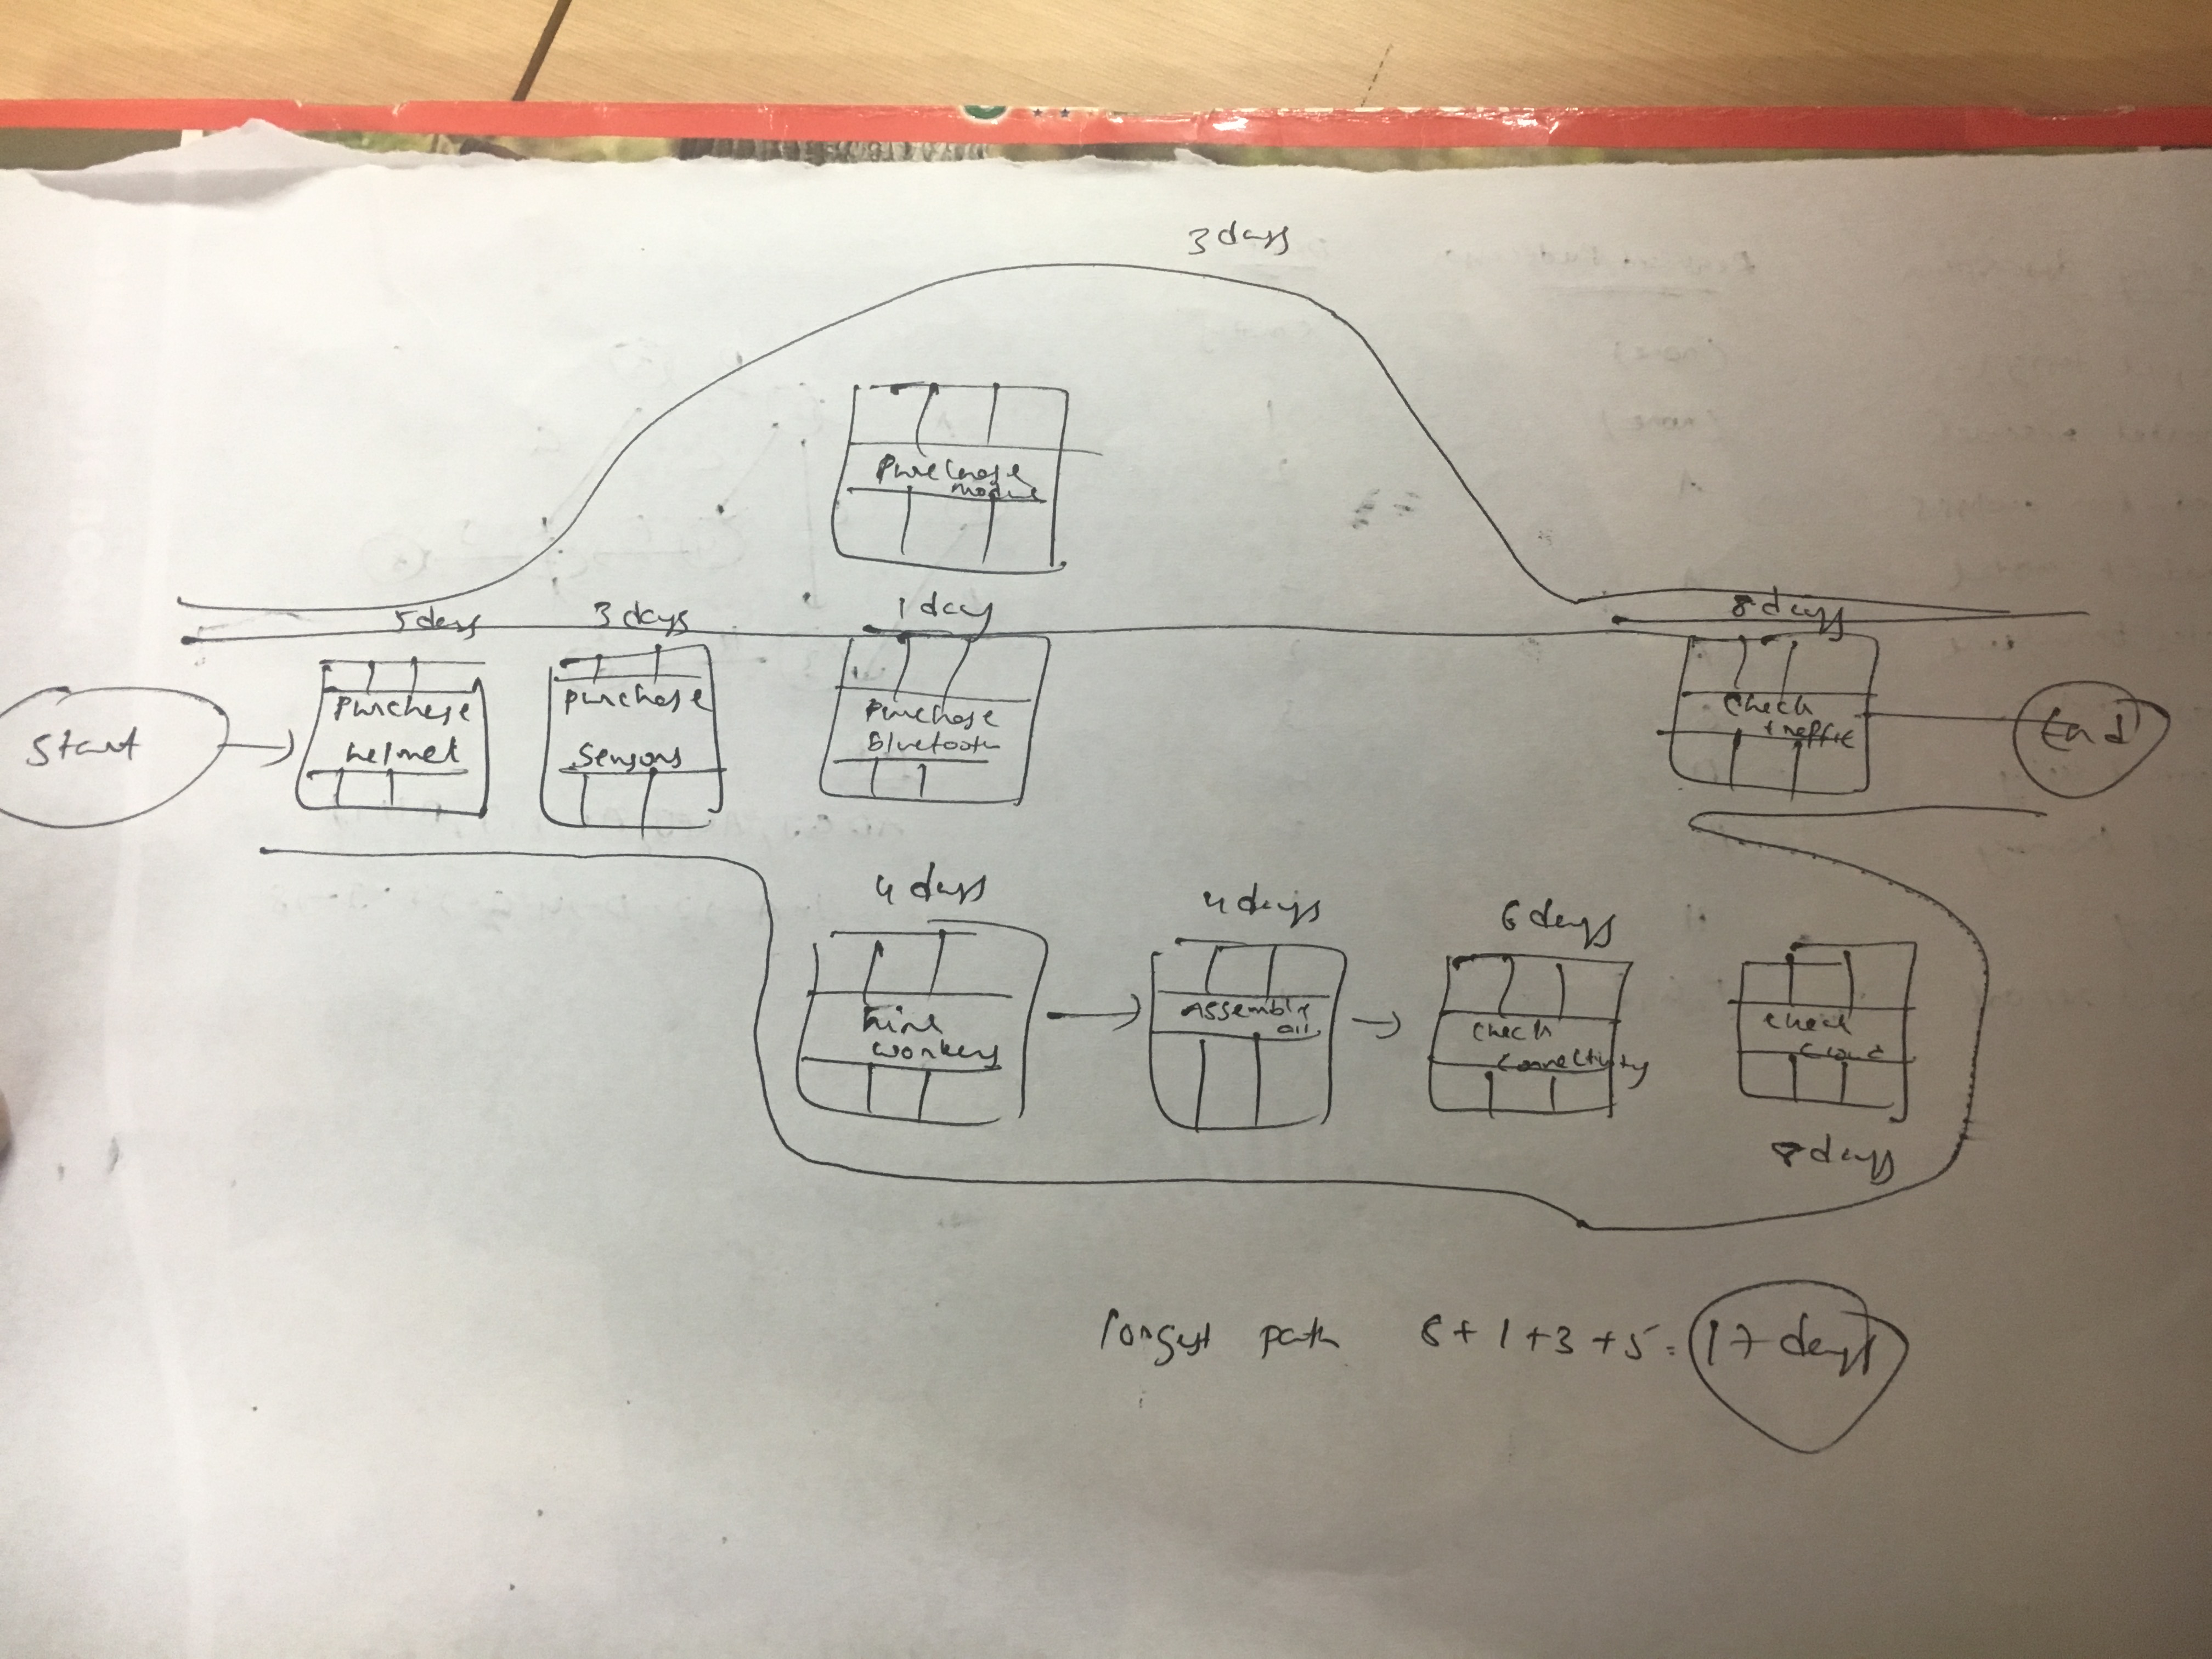 3 days
Purchase
module
5 days
3 days
1 day
8 days
Start
Purchase
helmet
purchase
Sensors
Purchase
Bluetooth
Check
traffic
End
4 days
4 days
6 days
hire
workers
Assemble
all
Check
Connectivity
Check
Cloud
8 days
longest path 8+1+3+5= 17 days